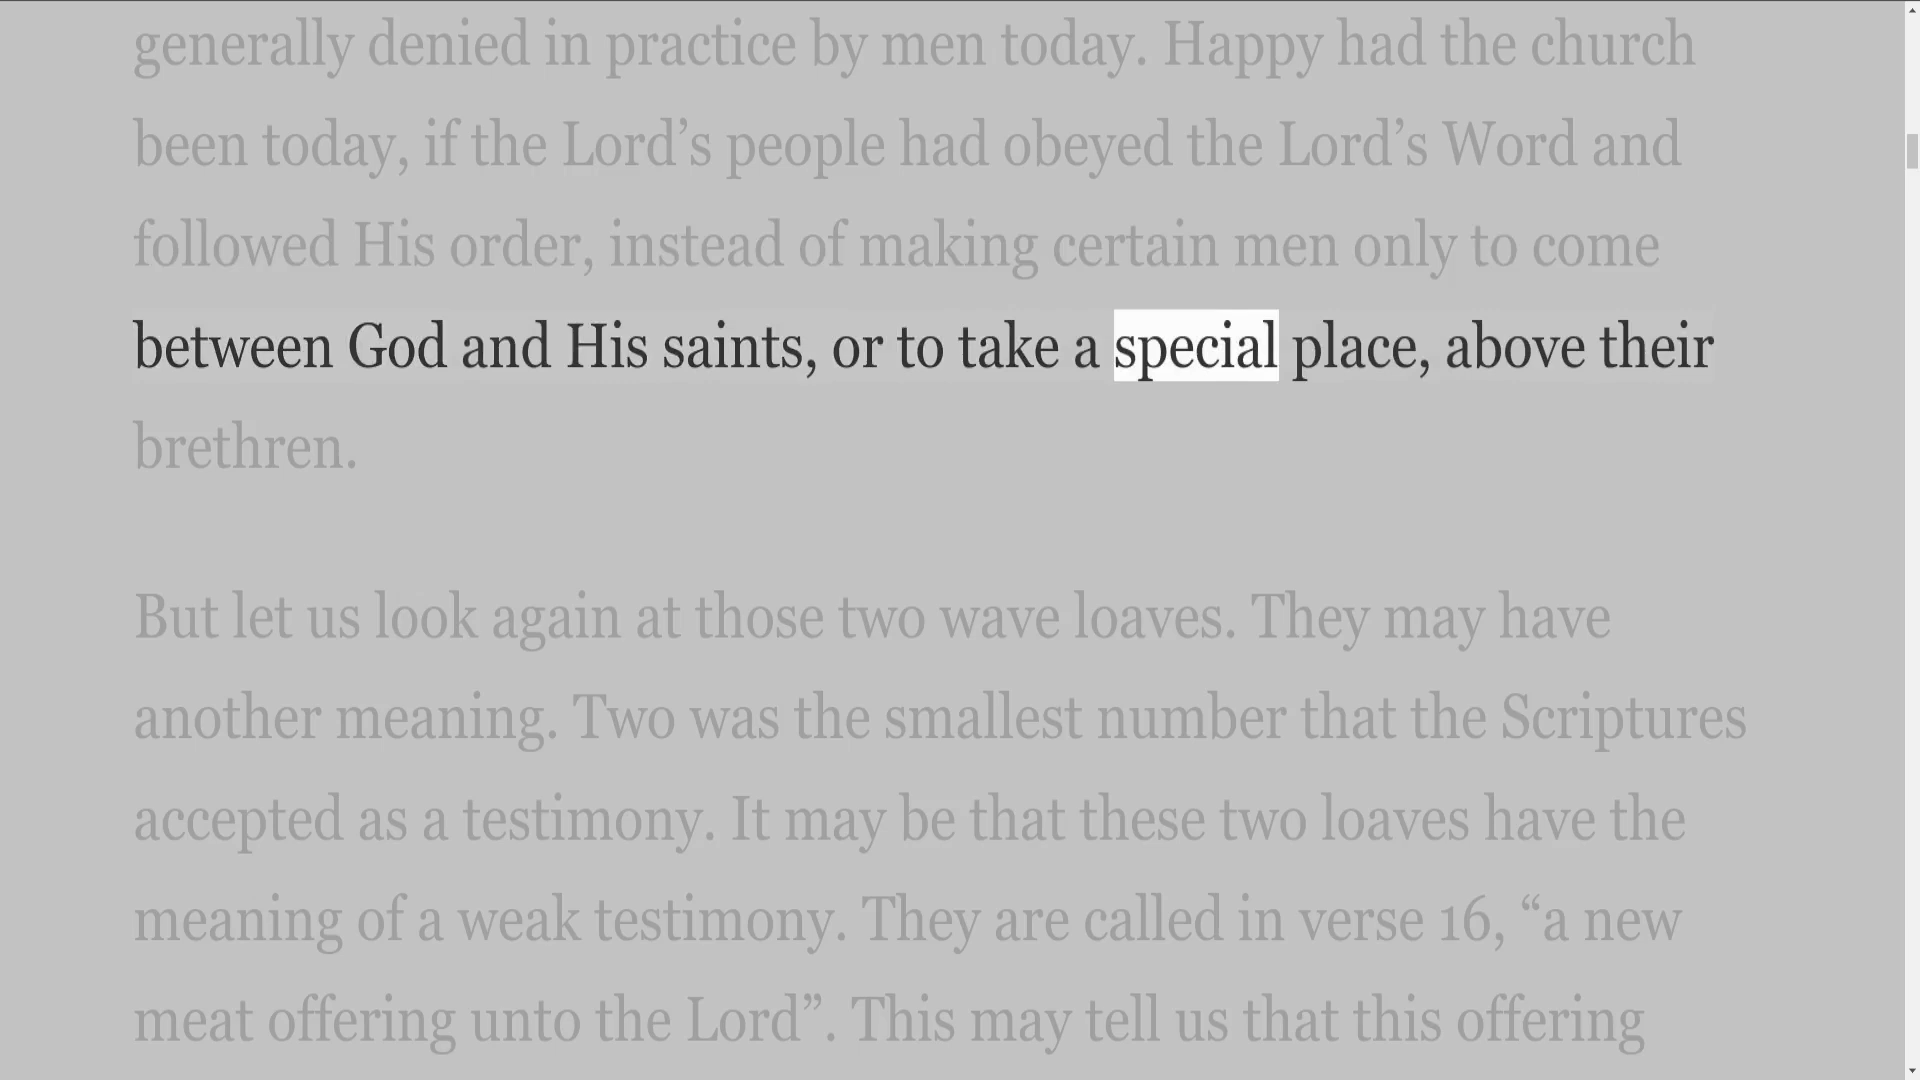 generally denied in practice by men today. Happy had the church
been today, if the Lord’s people had obeyed the Lord’s Word and
followed His order, instead of making certain men only to come
between God and His saints, or to take a special place, above their
brethren.
But let us look again at those two wave loaves. They may have
another meaning. Two was the smallest number that the Scriptures
accepted as a testimony. It may be that these two loaves have the
meaning of a weak testimony. They are called in verse 16, “a new
meat offering unto the Lord”. This may tell us that this offering